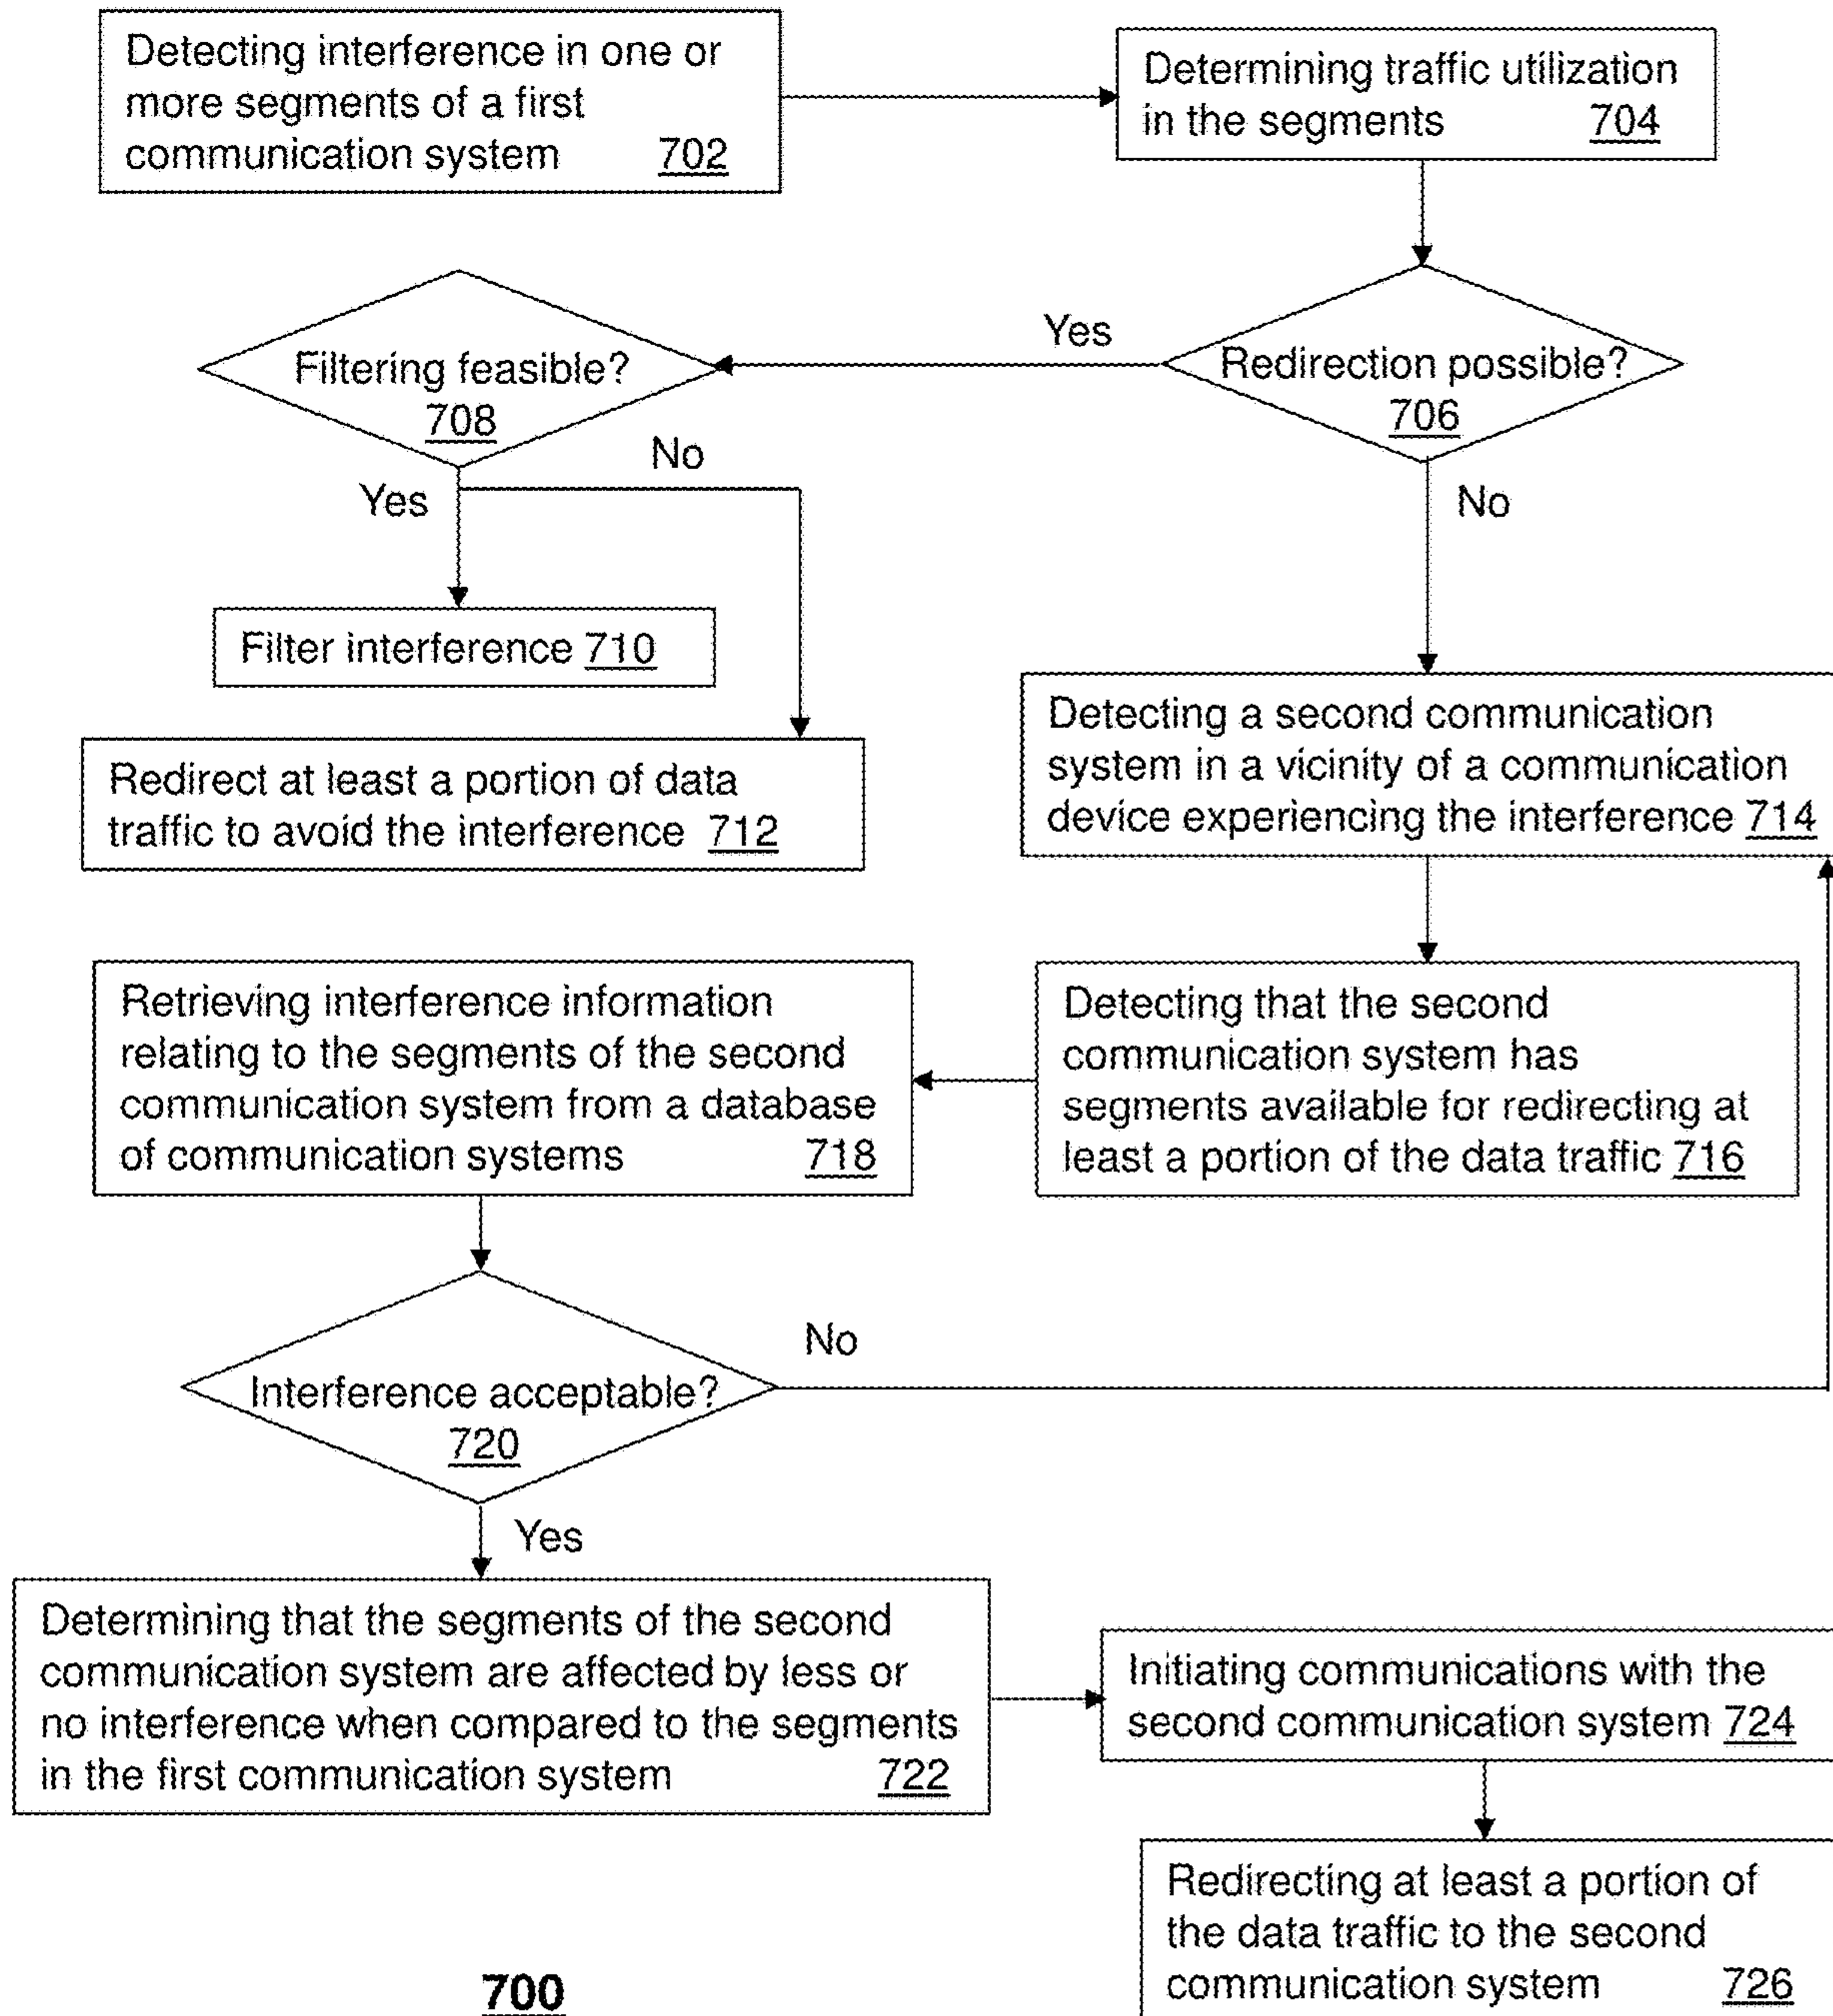 Detecting interference in one or
more segments of a first
communication system 702
Determining traffic utilization
in the segments 704
Redirection possible?
706
Yes
No
Filtering feasible?
708
Yes
No
Filter interference 710
Redirect at least a portion of data
traffic to avoid the interference 712
Detecting a second communication
system in a vicinity of a communication
device experiencing the interference 714
Detecting that the second
communication system has
segments available for redirecting at
least a portion of the data traffic 716
Retrieving interference information
relating to the segments of the second
communication system from a database
of communication systems 718
Interference acceptable?
720
No
Yes
Determining that the segments of the second
communication system are affected by less or
no interference when compared to the segments
in the first communication system 722
Initiating communications with the
second communication system 724
Redirecting at least a portion of
the data traffic to the second
communication system 726
700